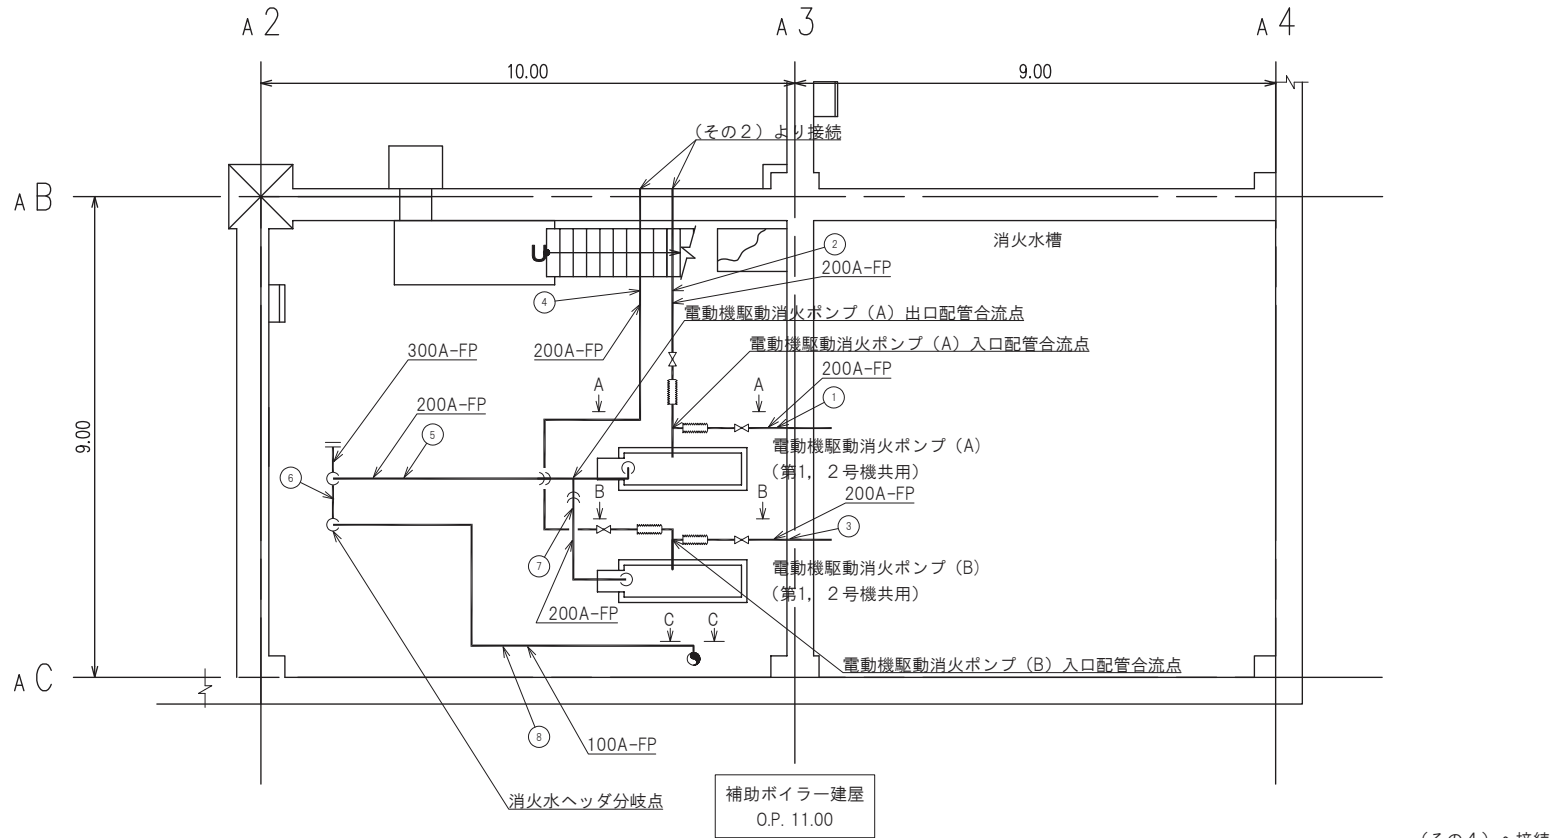 A2
A3
A4
10.00
9.00
(その2)より接続
AB
消火水槽
U
②
200A-FP
④
電動機駆動消火ポンプ(A)出口配管合流点
300A-FP
200A-FP
電動機駆動消火ポンプ(A)入口配管合流点
A
A
200A-FP
200A-FP
①
9.00
⑤
電動機駆動消火ポンプ(A)
(第1,2号機共用)
⑥
B
B
200A-FP
③
⑦
電動機駆動消火ポンプ(B)
(第1,2号機共用)
200A-FP
C
C
電動機駆動消火ポンプ(B)入口配管合流点
AC
⑧
100A-FP
消火水ヘッダ分岐点
補助ボイラー建屋
O.P. 11.00